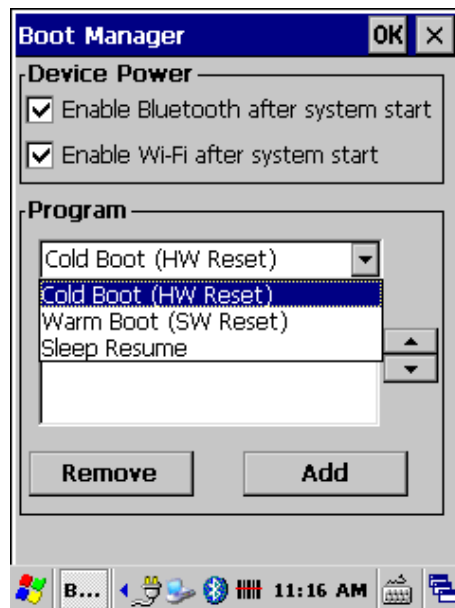 Boot Manager OK ×
Device Power
Enable Bluetooth after system start
Enable Wi-Fi after system start
Program
Cold Boot (HW Reset)
Cold Boot (HW Reset)
Warm Boot (SW Reset)
Sleep Resume
Remove Add
B... 11:16 AM